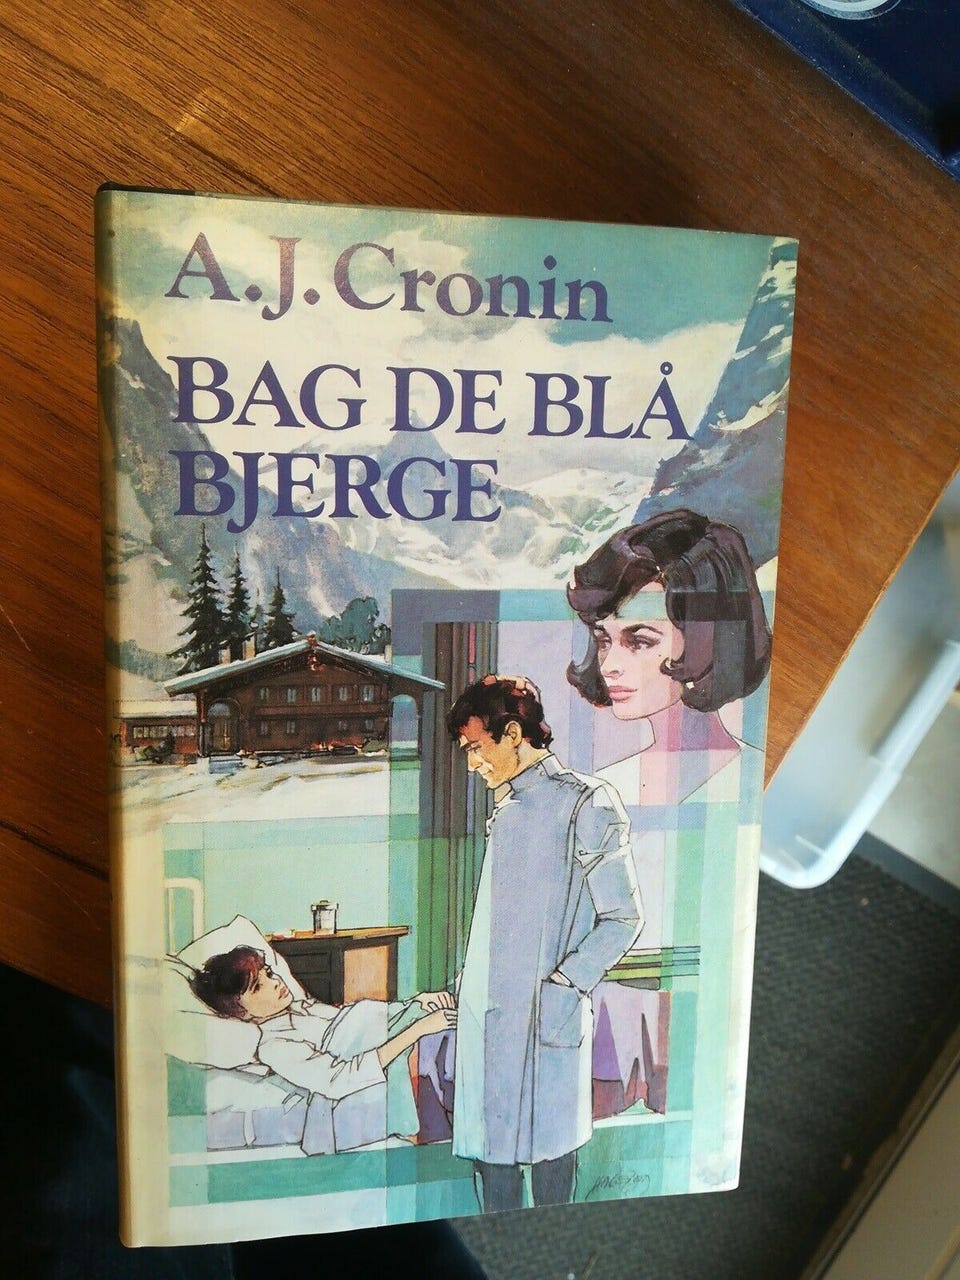 A.J. Cronin
BAG DE BLÅ
BJERGE